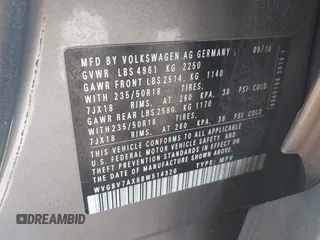 MFD BY VOLKSWAGEN AG GERMANY 09/10
GVWR LBS 4961 KG 2250
GAWR FRONT LBS 2514, KG 1140
WITH 235/50R18 TIRES,
7JX18 RIMS, AT 260 KPA, 38 PSI COLD
GAWR REAR LBS 2580, KG 1170
WITH 235/50R18 TIRES,
7JX18 RIMS, AT 260 KPA, 38 PSI COLD
THIS VEHICLE CONFORMS TO ALL APPLICABLE
U.S. FEDERAL MOTOR VEHICLE SAFETY AND
THEFT PREVENTION STANDARDS IN EFFECT ON
THE DATE OF MANUFACTURE SHOWN ABOVE.
TYPE: MPV
DREAMBID
dreambid.com